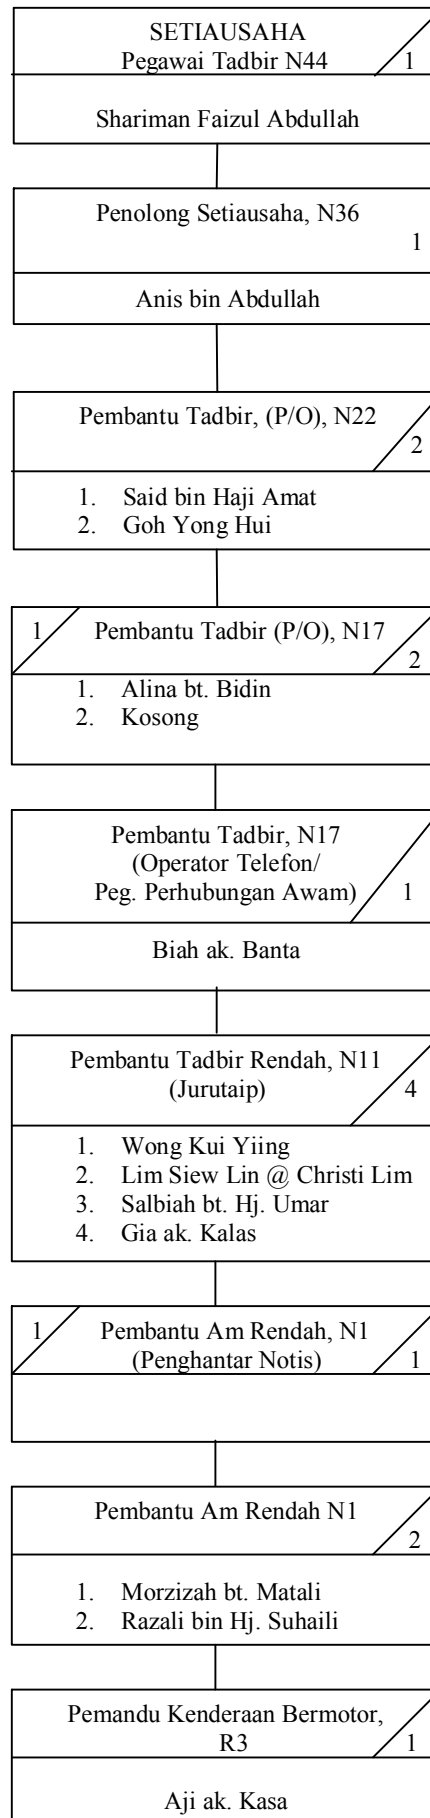 SETIAUSAHA
Pegawai Tadbir N44
1
Shariman Faizul Abdullah
Penolong Setiausaha, N36
1
Anis bin Abdullah
Pembantu Tadbir, (P/O), N22
2
1. Said bin Haji Amat
2. Goh Yong Hui
1 Pembantu Tadbir (P/O), N17
2
1. Alina bt. Bidin
2. Kosong
Pembantu Tadbir, N17
(Operator Telefon/
Peg. Perhubungan Awam) 1
Biah ak. Banta
Pembantu Tadbir Rendah, N11
(Jurutaip) 4
1. Wong Kui Yiing
2. Lim Siew Lin @ Christi Lim
3. Salbiah bt. Hj. Umar
4. Gia ak. Kalas
1 Pembantu Am Rendah, N1
(Penghantar Notis) 1
Pembantu Am Rendah N1
2
1. Morzizah bt. Matali
2. Razali bin Hj. Suhaili
Pemandu Kenderaan Bermotor,
R3 1
Aji ak. Kasa